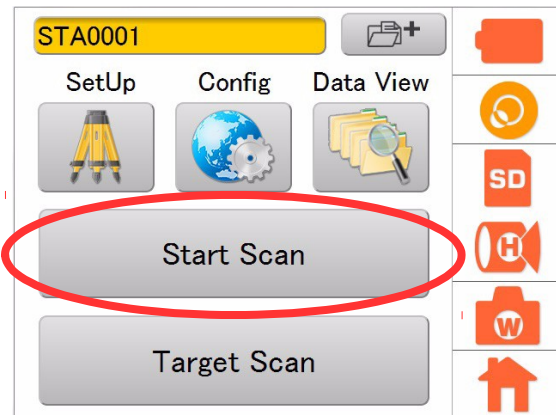 STA0001
SetUp Config Data View
SD
Start Scan
H
W
Target Scan